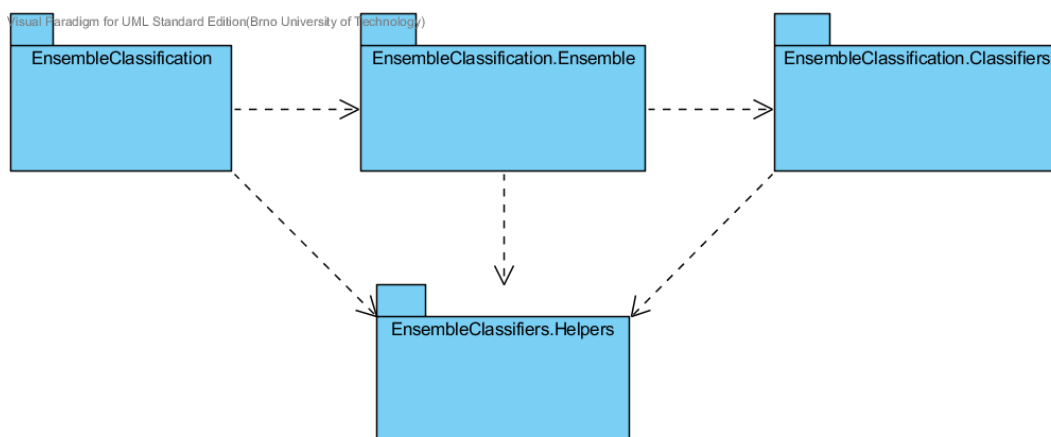 Visual Paradigm for UML Standard Edition(Brno University of Technology)
EnsembleClassification
EnsembleClassification.Ensemble
EnsembleClassification.Classifiers
EnsembleClassifiers.Helpers